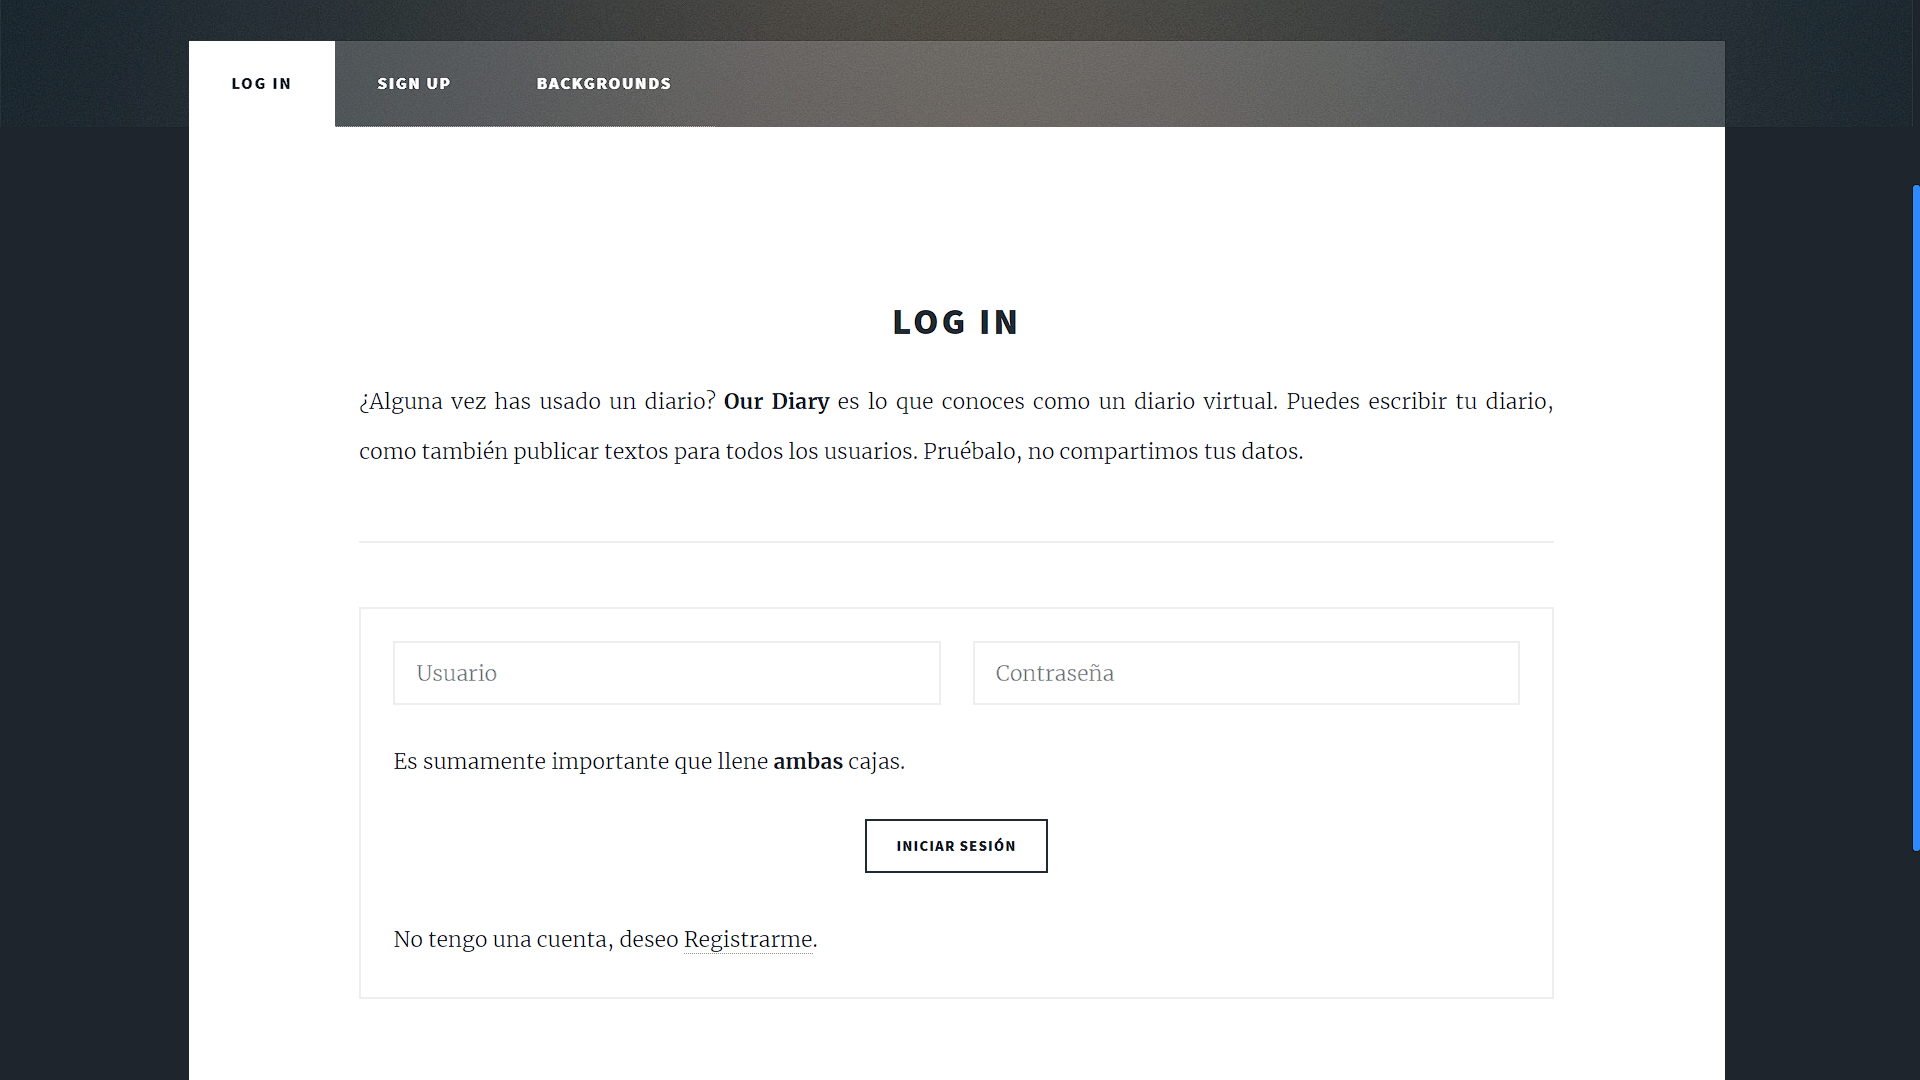 LOG IN
SIGN UP
BACKGROUNDS
LOG IN
¿Alguna vez has usado un diario? Our Diary es lo que conoces como un diario virtual. Puedes escribir tu diario,
como también publicar textos para todos los usuarios. Pruébalo, no compartimos tus datos.
Usuario
Contraseña
Es sumamente importante que llene ambas cajas.
INICIAR SESIÓN
No tengo una cuenta, deseo Registrarme.